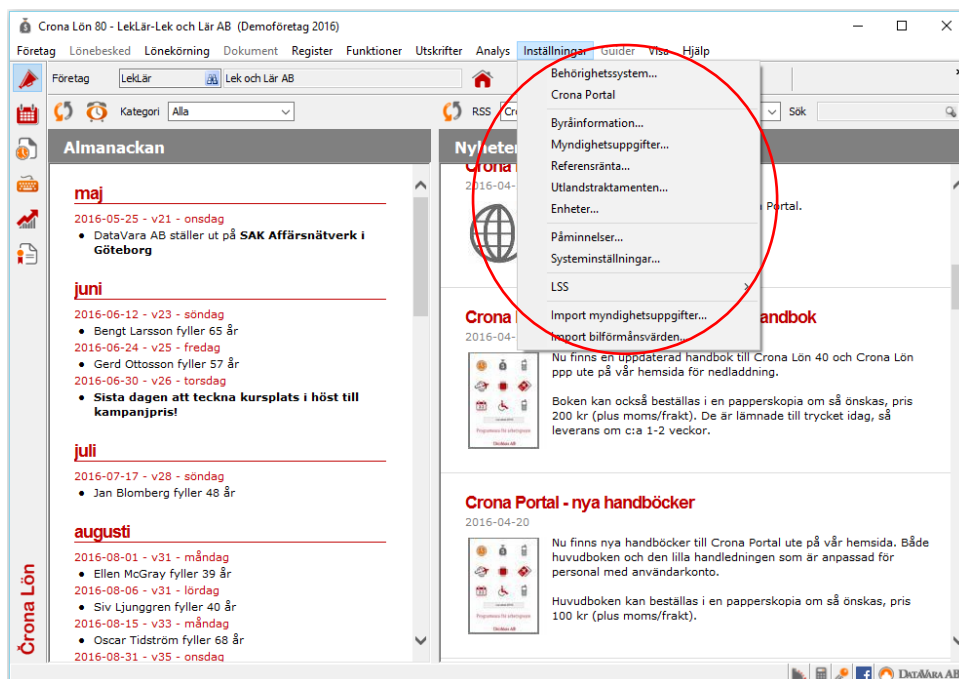 Crona Lön 80 - LekLär-Lek och Lär AB (Demoföretag 2016)
Företag Lönebesked Lönekörning Dokument Register Funktioner Utskrifter Analys Inställningar Guider Visa Hjälp
Företag LekLär Lek och Lär AB
Kategori Alla
RSS Sök
Almanackan
maj
2016-05-25 - v21 - onsdag
• DataVara AB ställer ut på SAK Affärsnätverk i
Göteborg
juni
2016-06-12 - v23 - söndag
• Bengt Larsson fyller 65 år
2016-06-24 - v25 - fredag
• Gerd Ottosson fyller 57 år
2016-06-30 - v26 - torsdag
• Sista dagen att teckna kursplats i höst till
kampanjpris!
juli
2016-07-17 - v28 - söndag
• Jan Blomberg fyller 48 år
augusti
2016-08-01 - v31 - måndag
• Ellen McGray fyller 39 år
2016-08-06 - v31 - lördag
• Siv Ljunggren fyller 40 år
2016-08-15 - v33 - måndag
• Oscar Tidström fyller 68 år
2016-08-31 - v35 - onsdag
Crona Lön
Behörighetssystem...
Crona Portal
Byråinformation...
Myndighetsuppgifter...
Referensränta...
Utlandstraktamenten...
Enheter...
Påminnelser...
Systeminställningar...
LSS
Import myndighetsuppgifter...
Import bilförmånsvärden...
Nyheter
Crona
2016-04-
Portal.
Crona andbok
2016-04-
Nu finns en uppdaterad handbok till Crona Lön 40 och Crona Lön
ppp ute på vår hemsida för nedladdning.
Boken kan också beställas i en papperskopia om så önskas, pris
200 kr (plus moms/frakt). De är lämnade till trycket idag, så
leverans om c:a 1-2 veckor.
Crona Portal - nya handböcker
2016-04-20
Nu finns nya handböcker till Crona Portal ute på vår hemsida. Både
huvudboken och den lilla handledningen som är anpassad för
personal med användarkonto.
Huvudboken kan beställas i en papperskopia om så önskas, pris
100 kr (plus moms/frakt).
DATAVARA AB